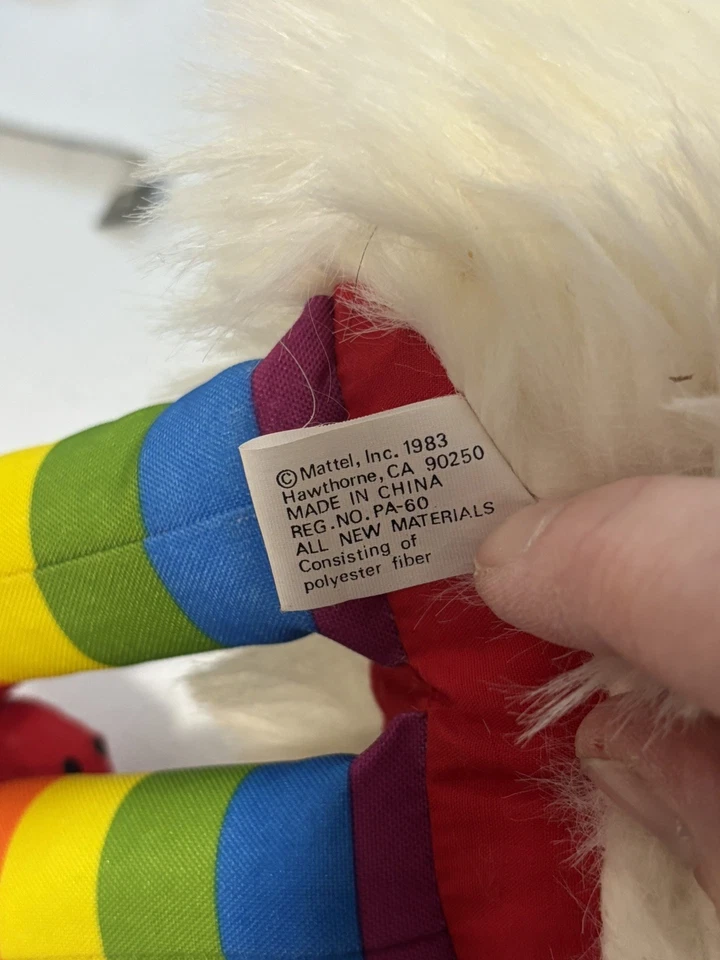 © Mattel, Inc. 1983
Hawthorne, CA 90250
MADE IN CHINA
REG.NO.PA-60
ALL NEW MATERIALS
Consisting of
polyester fiber